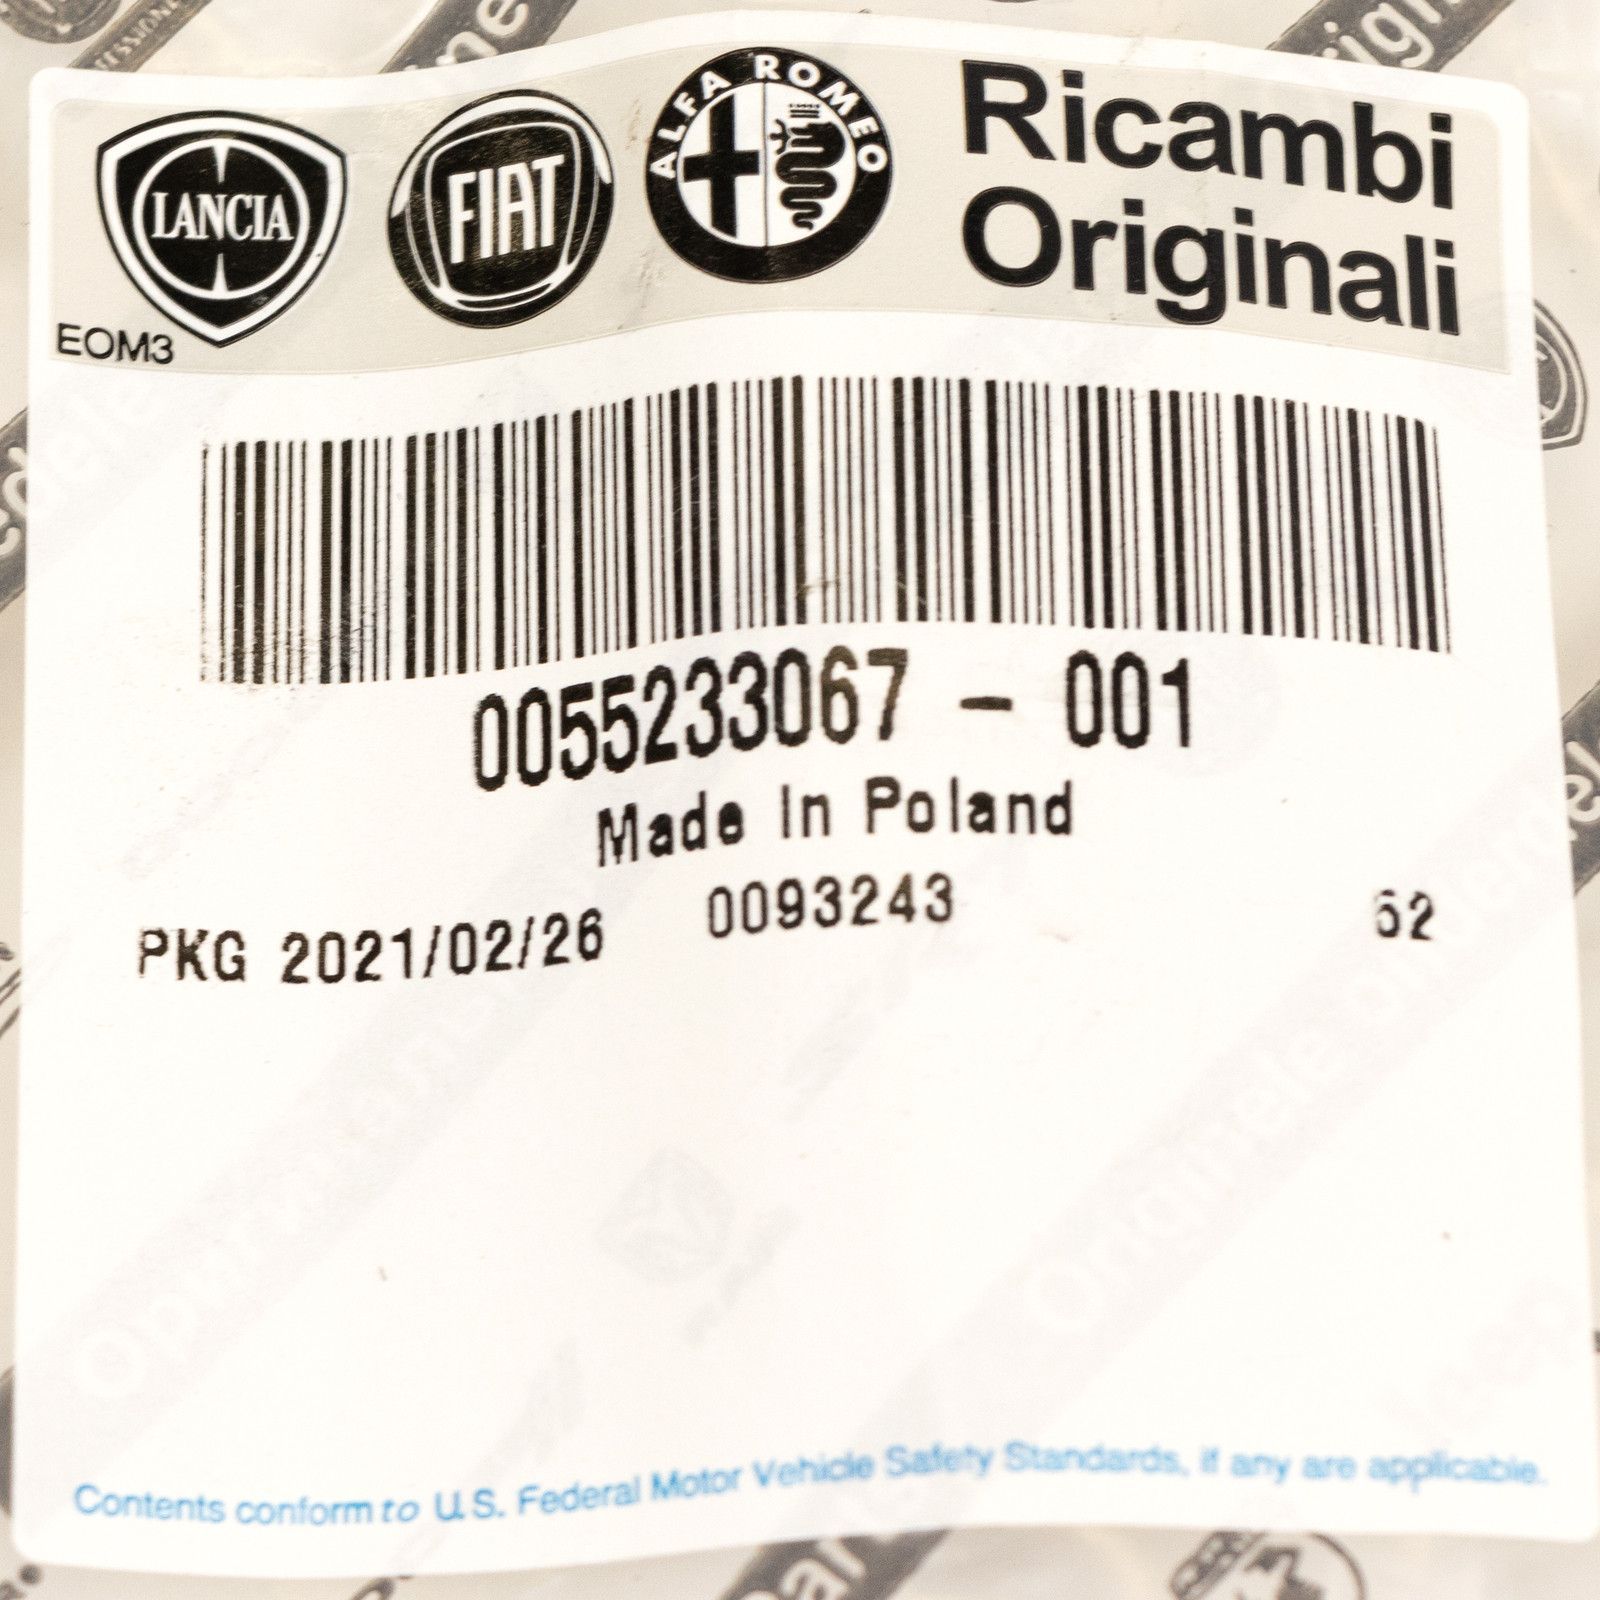 LANCIA
FIAT
ALFA ROMEO
Ricambi
Originali
EOM3
0055233067 - 001
Made In Poland
PKG 2021/02/26 0093243 62
Contents conform to U.S. Federal Motor Vehicle Safety Standards, if any are applicable.